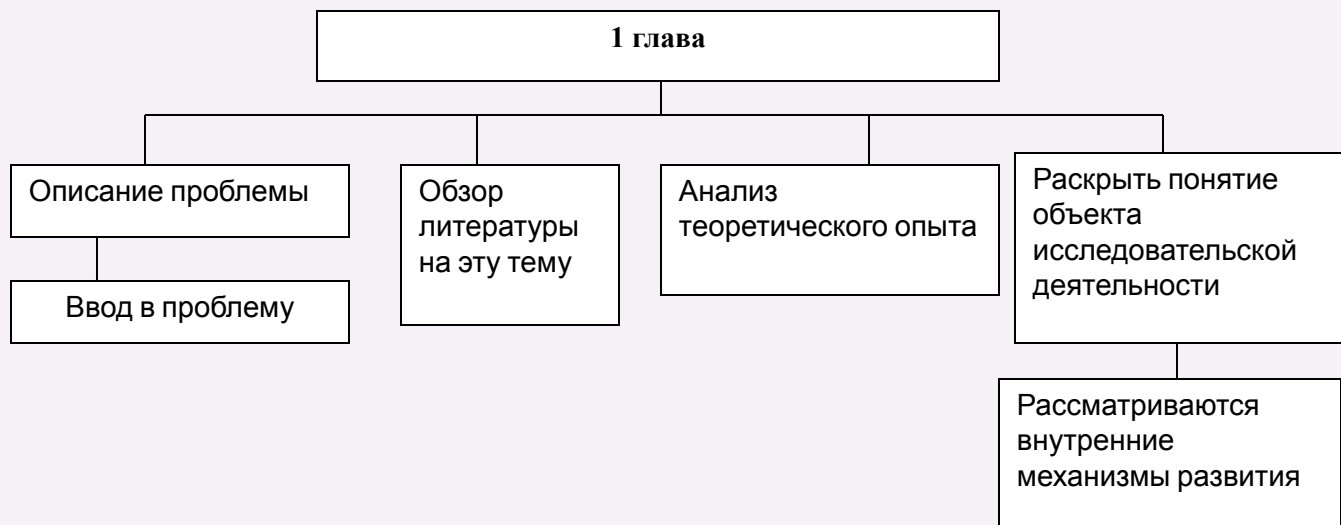 1 глава
Описание проблемы
Ввод в проблему
Обзор
литературы
на эту тему
Анализ
теоретического опыта
Раскрыть понятие
объекта
исследовательской
деятельности
Рассматриваются
внутренние
механизмы развития